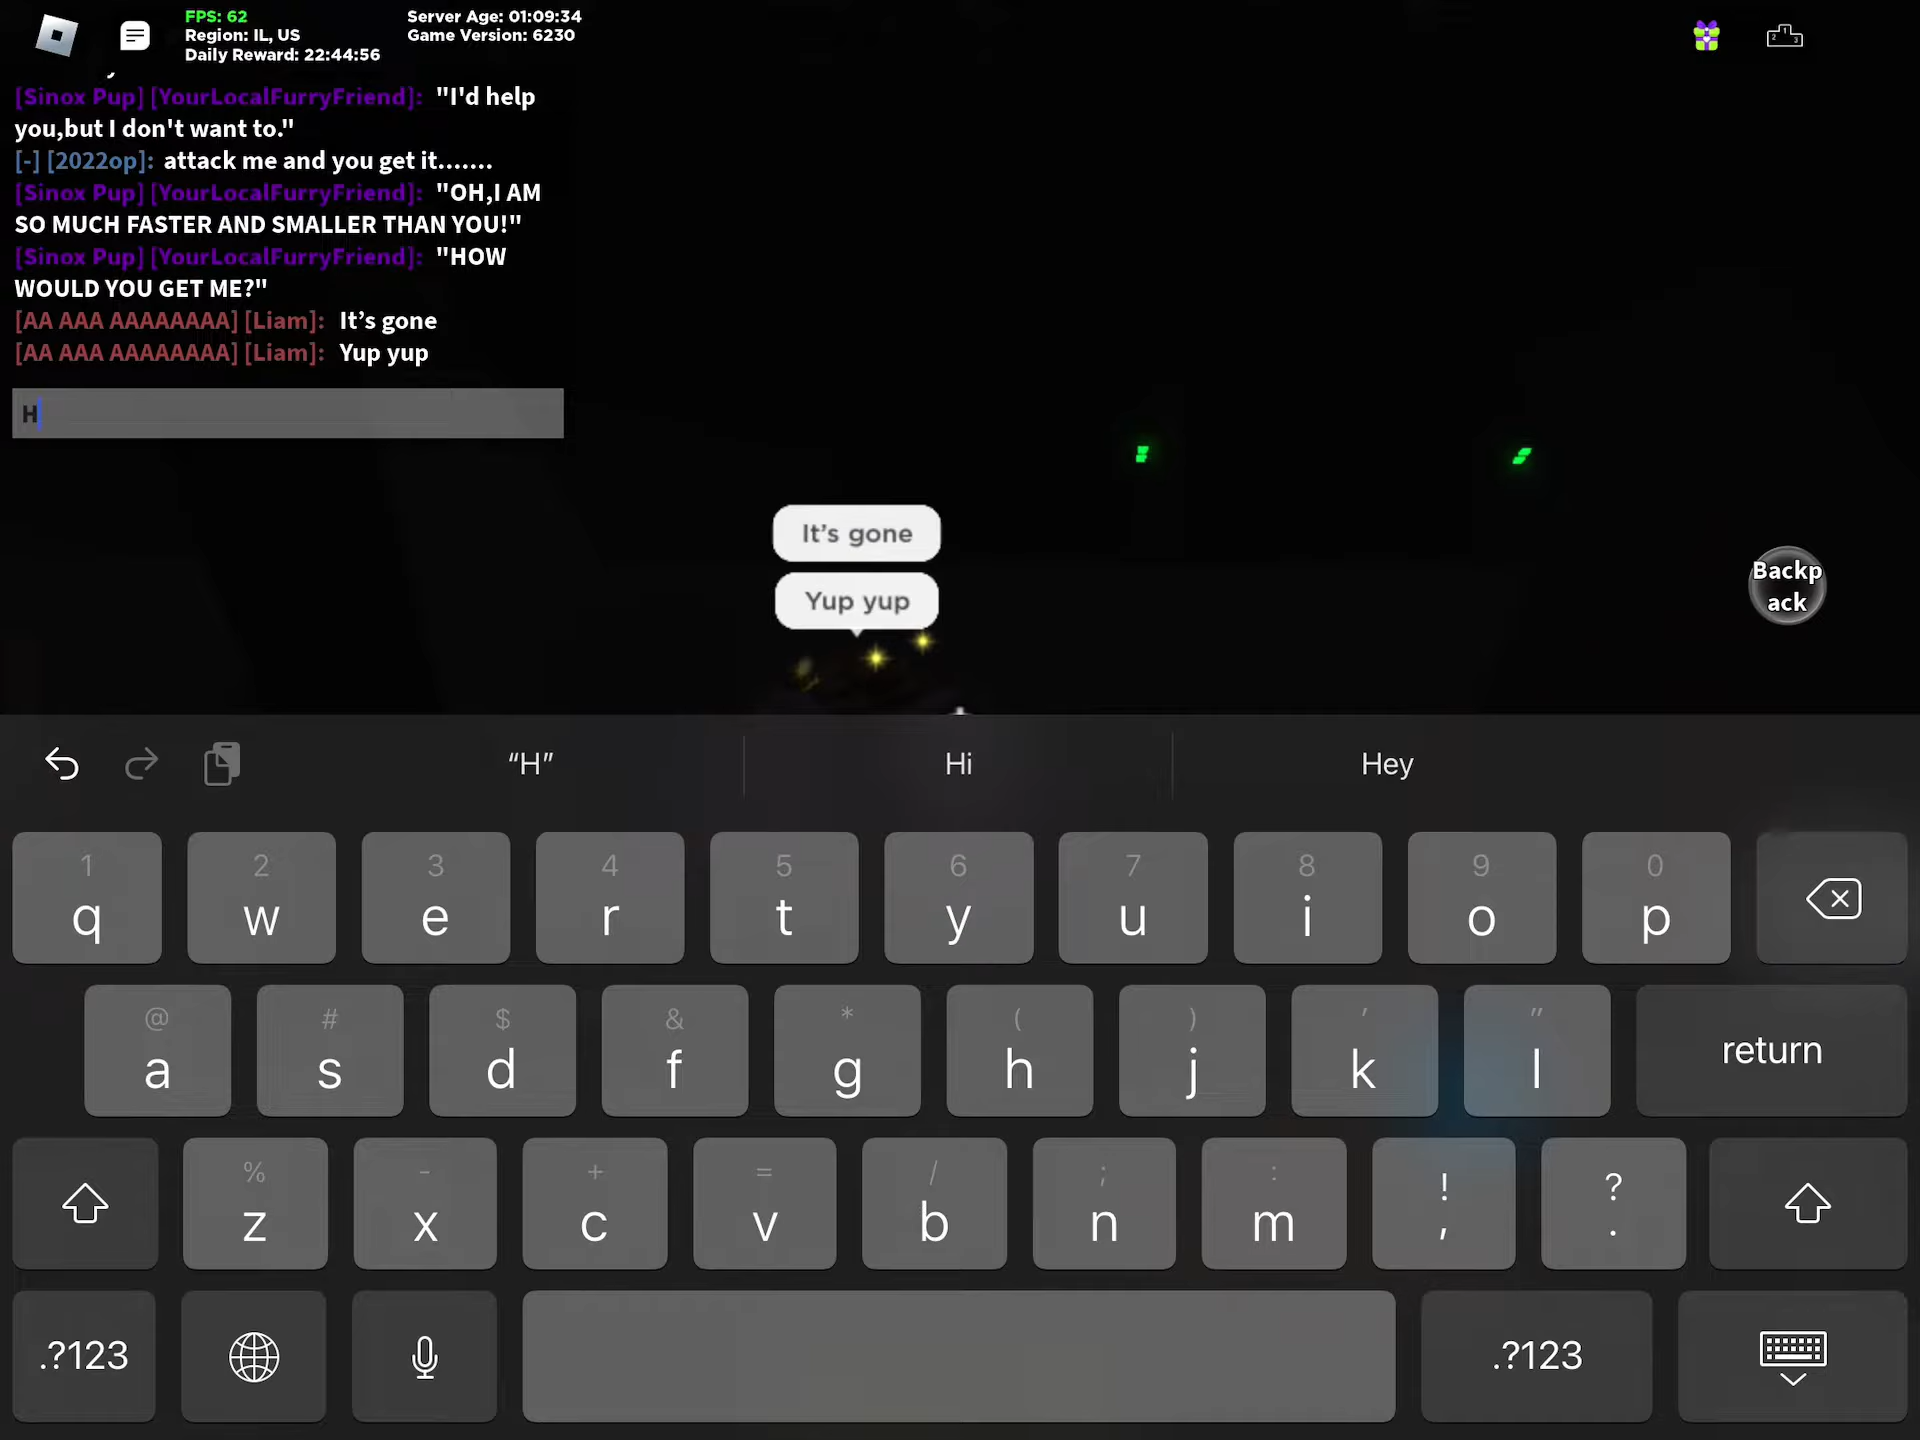 FPS: 62
Region: IL, US
Daily Reward: 22:44:56
Server Age: 01:09:34
Game Version: 6230
[Sinox Pup] [YourLocalFurryFriend]: "I'd help
you,but I don't want to."
[-] [2022op]: attack me and you get it.......
[Sinox Pup] [YourLocalFurryFriend]: "OH,I AM
SO MUCH FASTER AND SMALLER THAN YOU!"
[Sinox Pup] [YourLocalFurryFriend]: "HOW
WOULD YOU GET ME?"
[AA AAA AAAAAAAA] [Liam]: It’s gone
[AA AAA AAAAAAAA] [Liam]: Yup yup
H
It’s gone
Yup yup
Backp
ack
“H” Hi Hey
1 2 3 4 5 6 7 8 9 0
q w e r t y u i o p
@ # $ & * ( ) ' "
a s d f g h j k l return
% - + = / ; : ! ?
z x c v b n m , .
.?123 .?123